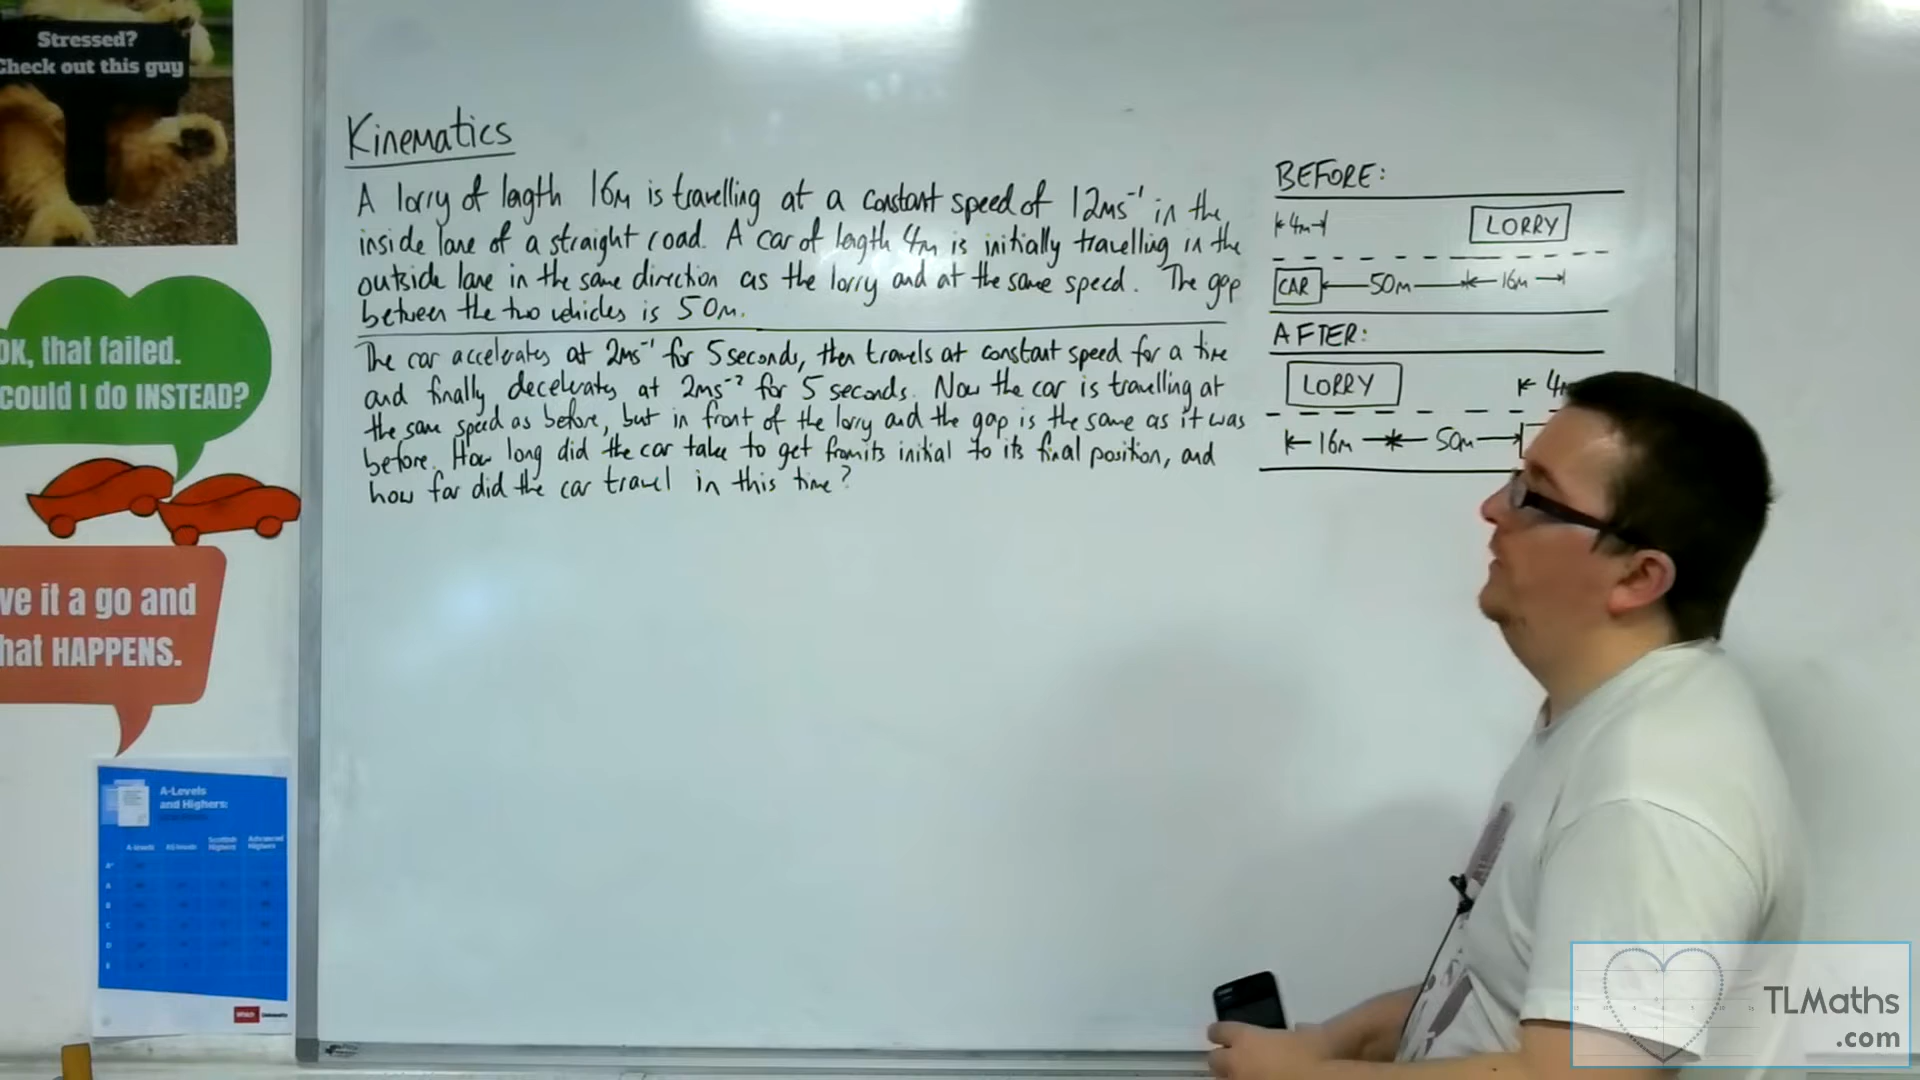 Stressed?
Check out this guy
OK, that failed.
could I do INSTEAD?
ve it a go and
hat HAPPENS.
A-Levels
and Highers:
Kinematics
A lorry of length 16m is travelling at a constant speed of 12ms⁻¹ in the
inside lane of a straight road. A car of length 4m is initially travelling in the
outside lane in the same direction as the lorry and at the same speed. The gap
between the two vehicles is 50m.
The car accelerates at 2ms⁻¹ for 5 seconds, then travels at constant speed for a time
and finally decelerates at 2ms⁻² for 5 seconds. Now the car is travelling at
the same speed as before, but in front of the lorry and the gap is the same as it was
before. How long did the car take to get from its initial to its final position, and
how far did the car travel in this time?
BEFORE:
4m
LORRY
CAR
50m
16m
AFTER:
LORRY
4m
16m
50m
TLMaths
.com